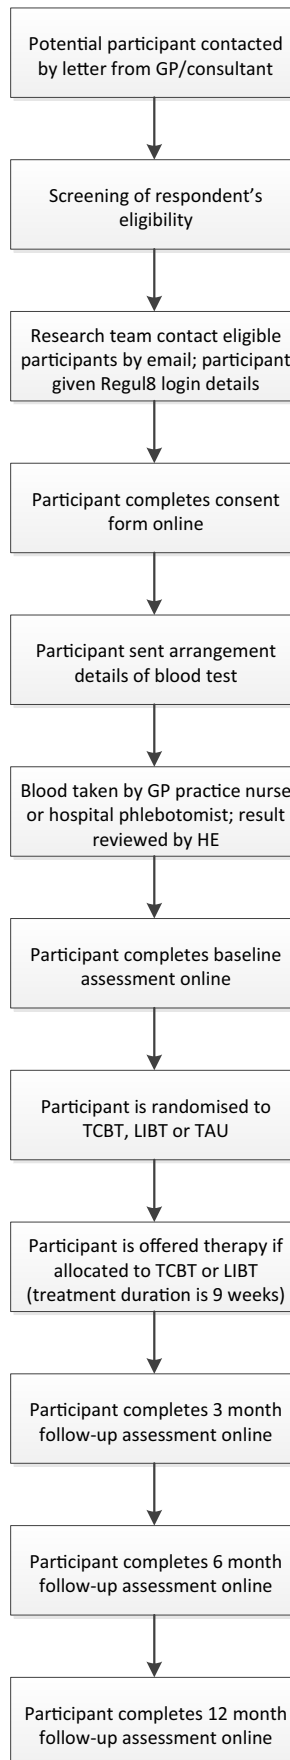 Potential participant contacted
by letter from GP/consultant
Screening of respondent's
eligibility
Research team contact eligible
participants by email; participant
given Regul8 login details
Participant completes consent
form online
Participant sent arrangement
details of blood test
Blood taken by GP practice nurse
or hospital phlebotomist; result
reviewed by HE
Participant completes baseline
assessment online
Participant is randomised to
TCBT, LIBT or TAU
Participant is offered therapy if
allocated to TCBT or LIBT
(treatment duration is 9 weeks)
Participant completes 3 month
follow-up assessment online
Participant completes 6 month
follow-up assessment online
Participant completes 12 month
follow-up assessment online